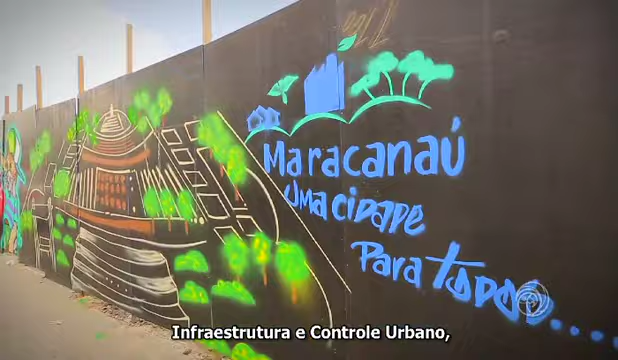 Maracanaú
Uma cidade
Para todos...
Infraestrutura e Controle Urbano,